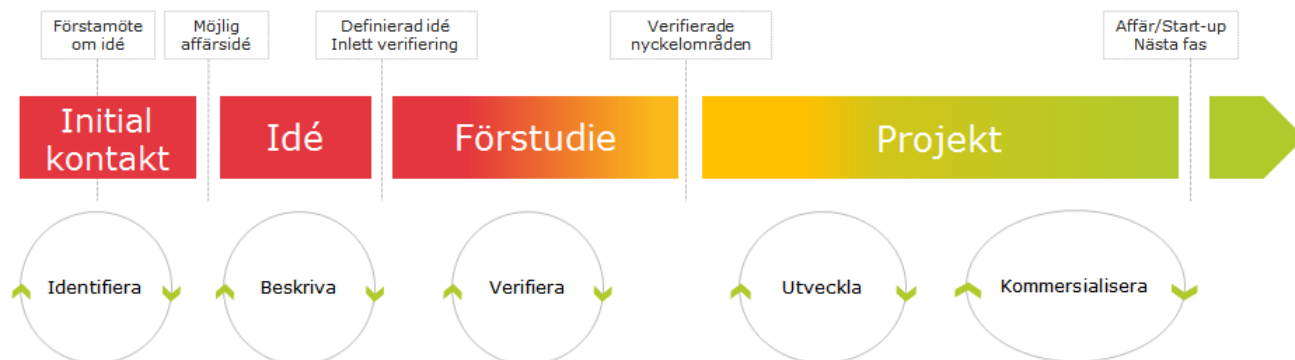 Förstamöte
om idé
Möjlig
affärsidé
Definierad idé
Inlett verifiering
Verifierade
nyckelområden
Affär/Start-up
Nästa fas
Initial
kontakt
Idé
Förstudie
Projekt
Identifiera
Beskriva
Verifiera
Utveckla
Kommersialisera